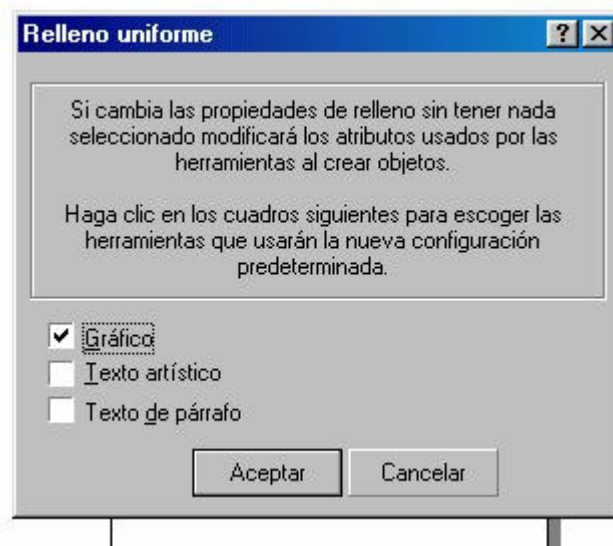 Relleno uniforme
Si cambia las propiedades de relleno sin tener nada
seleccionado modificará los atributos usados por las
herramientas al crear objetos.
Haga clic en los cuadros siguientes para escoger las
herramientas que usarán la nueva configuración
predeterminada.
Gráfico
Texto artístico
Texto de párrafo
Aceptar Cancelar